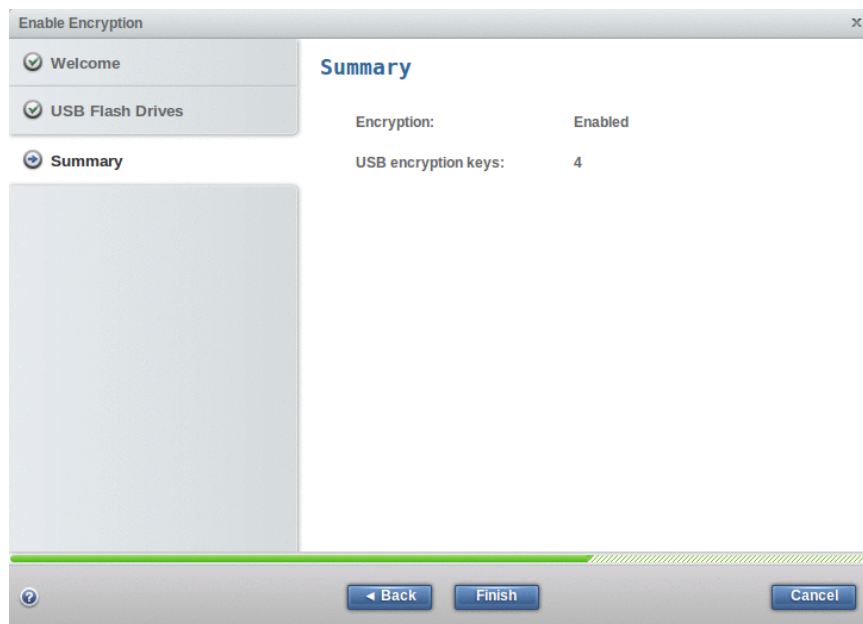 Enable Encryption x
Welcome
USB Flash Drives
Summary
Summary
Encryption: Enabled
USB encryption keys: 4
?
◄ Back Finish Cancel